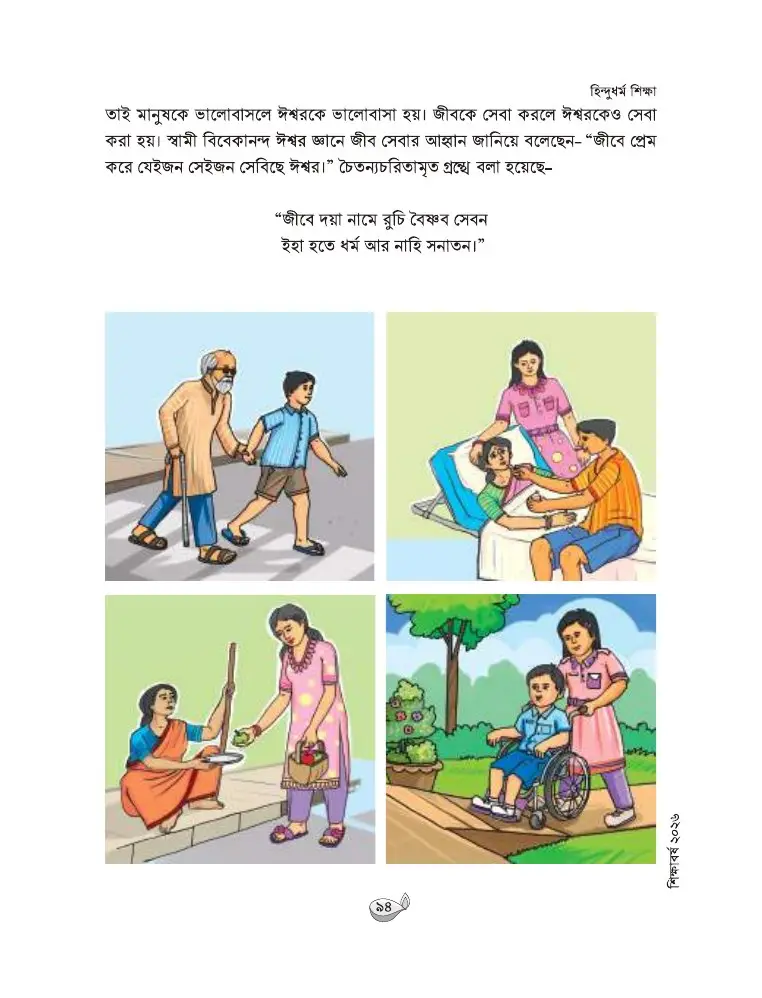 হিন্দুধর্ম শিক্ষা
তাই মানুষকে ভালোবাসলে ঈশ্বরকে ভালোবাসা হয়। জীবকে সেবা করলে ঈশ্বরকেও সেবা
করা হয়। স্বামী বিবেকানন্দ ঈশ্বর জ্ঞানে জীব সেবার আহ্বান জানিয়ে বলেছেন– “জীবে প্রেম
করে যেইজন সেইজন সেবিছে ঈশ্বর।” চৈতন্যচরিতামৃত গ্রন্থে বলা হয়েছে–
“জীবে দয়া নামে রুচি বৈষ্ণব সেবন
ইহা হতে ধর্ম আর নাহি সনাতন।”
শিক্ষাবর্ষ ২০২৬
৯৪